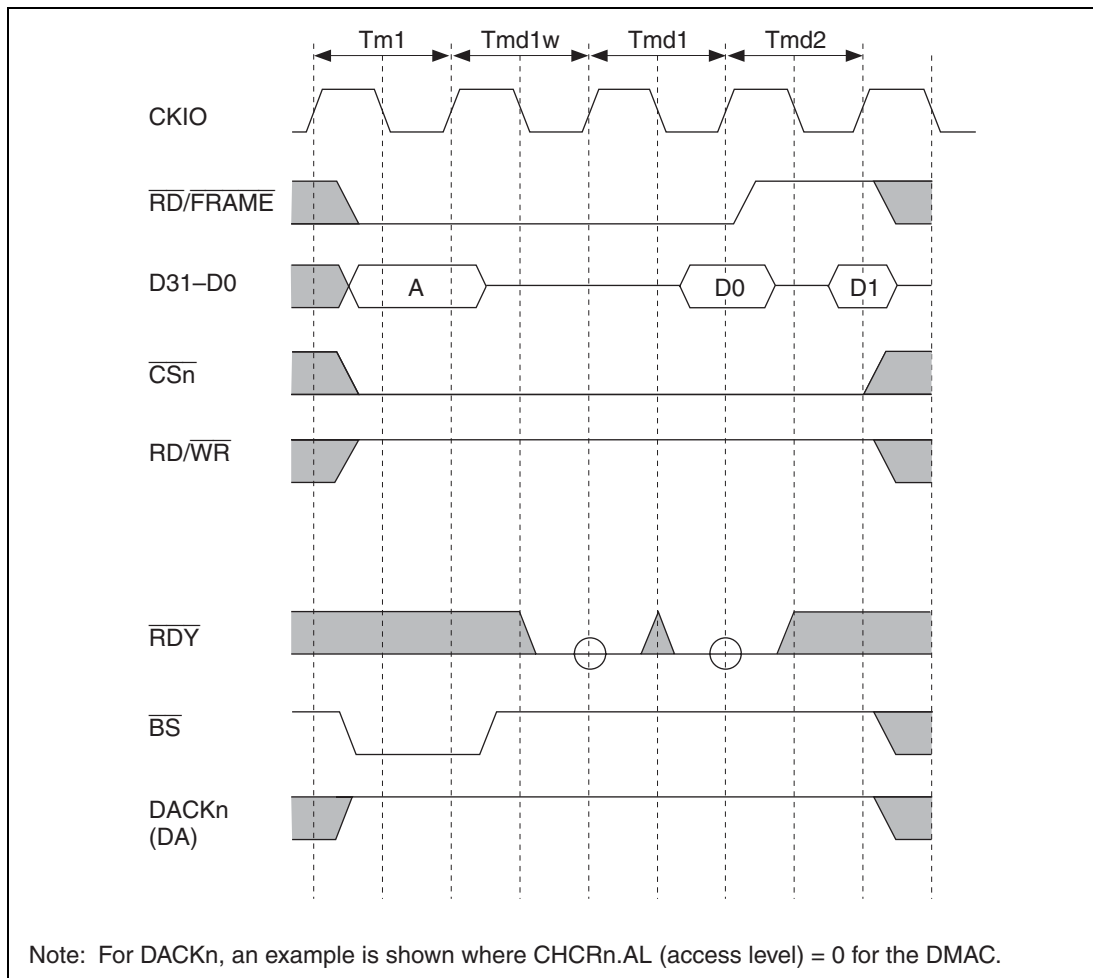 Tm1 Tmd1w Tmd1 Tmd2
CKIO
RD/FRAME
D31–D0 A D0 D1
CSn
RD/WR
RDY
BS
DACKn
(DA)
Note: For DACKn, an example is shown where CHCRn.AL (access level) = 0 for the DMAC.